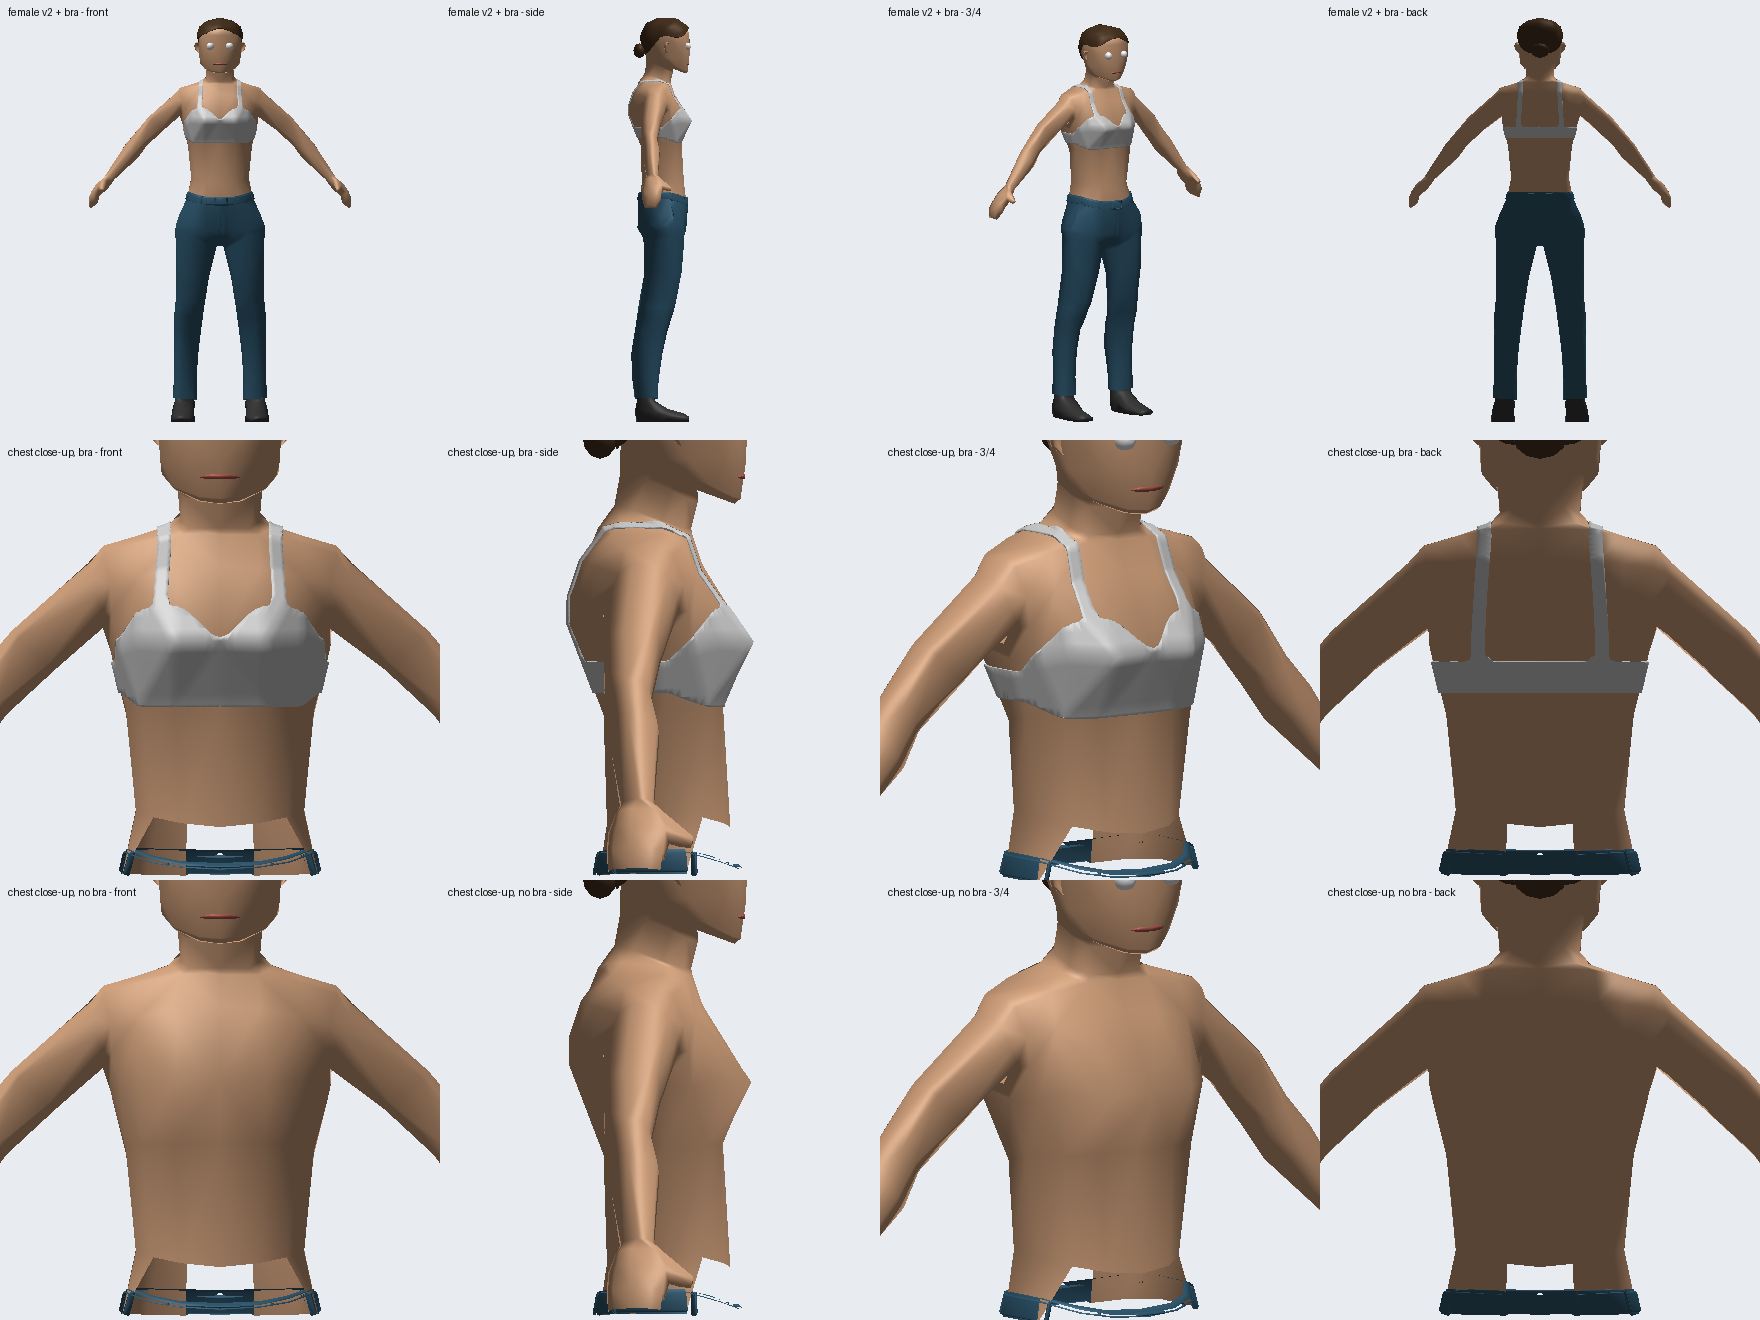 female v2 + bra - front
female v2 + bra - side
female v2 + bra - 3/4
female v2 + bra - back
chest close-up, bra - front
chest close-up, bra - side
chest close-up, bra - 3/4
chest close-up, bra - back
chest close-up, no bra - front
chest close-up, no bra - side
chest close-up, no bra - 3/4
chest close-up, no bra - back